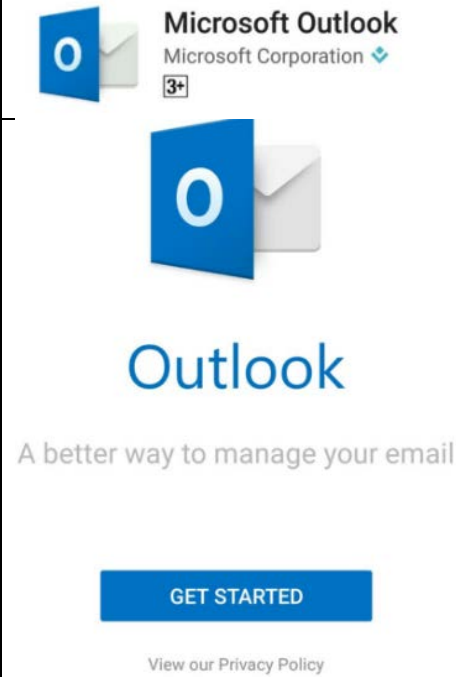 O
Microsoft Outlook
Microsoft Corporation
3+
O
Outlook
A better way to manage your email
GET STARTED
View our Privacy Policy